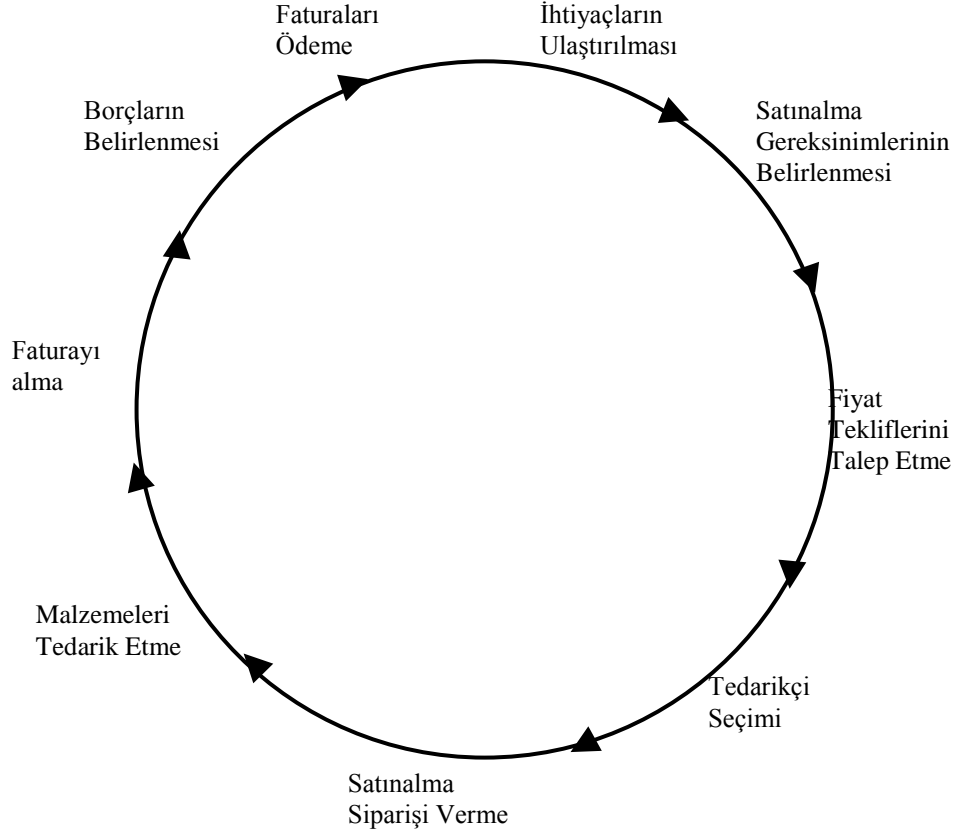 Faturaları
Ödeme
İhtiyaçların
Ulaştırılması
Satınalma
Gereksinimlerinin
Belirlenmesi
Fiyat
Tekliflerini
Talep Etme
Tedarikçi
Seçimi
Satınalma
Siparişi Verme
Malzemeleri
Tedarik Etme
Faturayı
alma
Borçların
Belirlenmesi